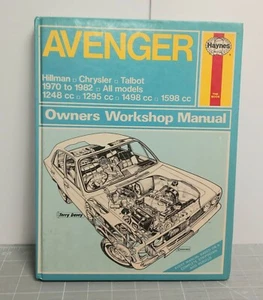 AVENGER
Haynes
Hillman □ Chrysler □ Talbot
1970 to 1982 □ All models
1248 cc □ 1295 cc □ 1498 cc □ 1598 cc
Owners Workshop Manual
Terry Davey